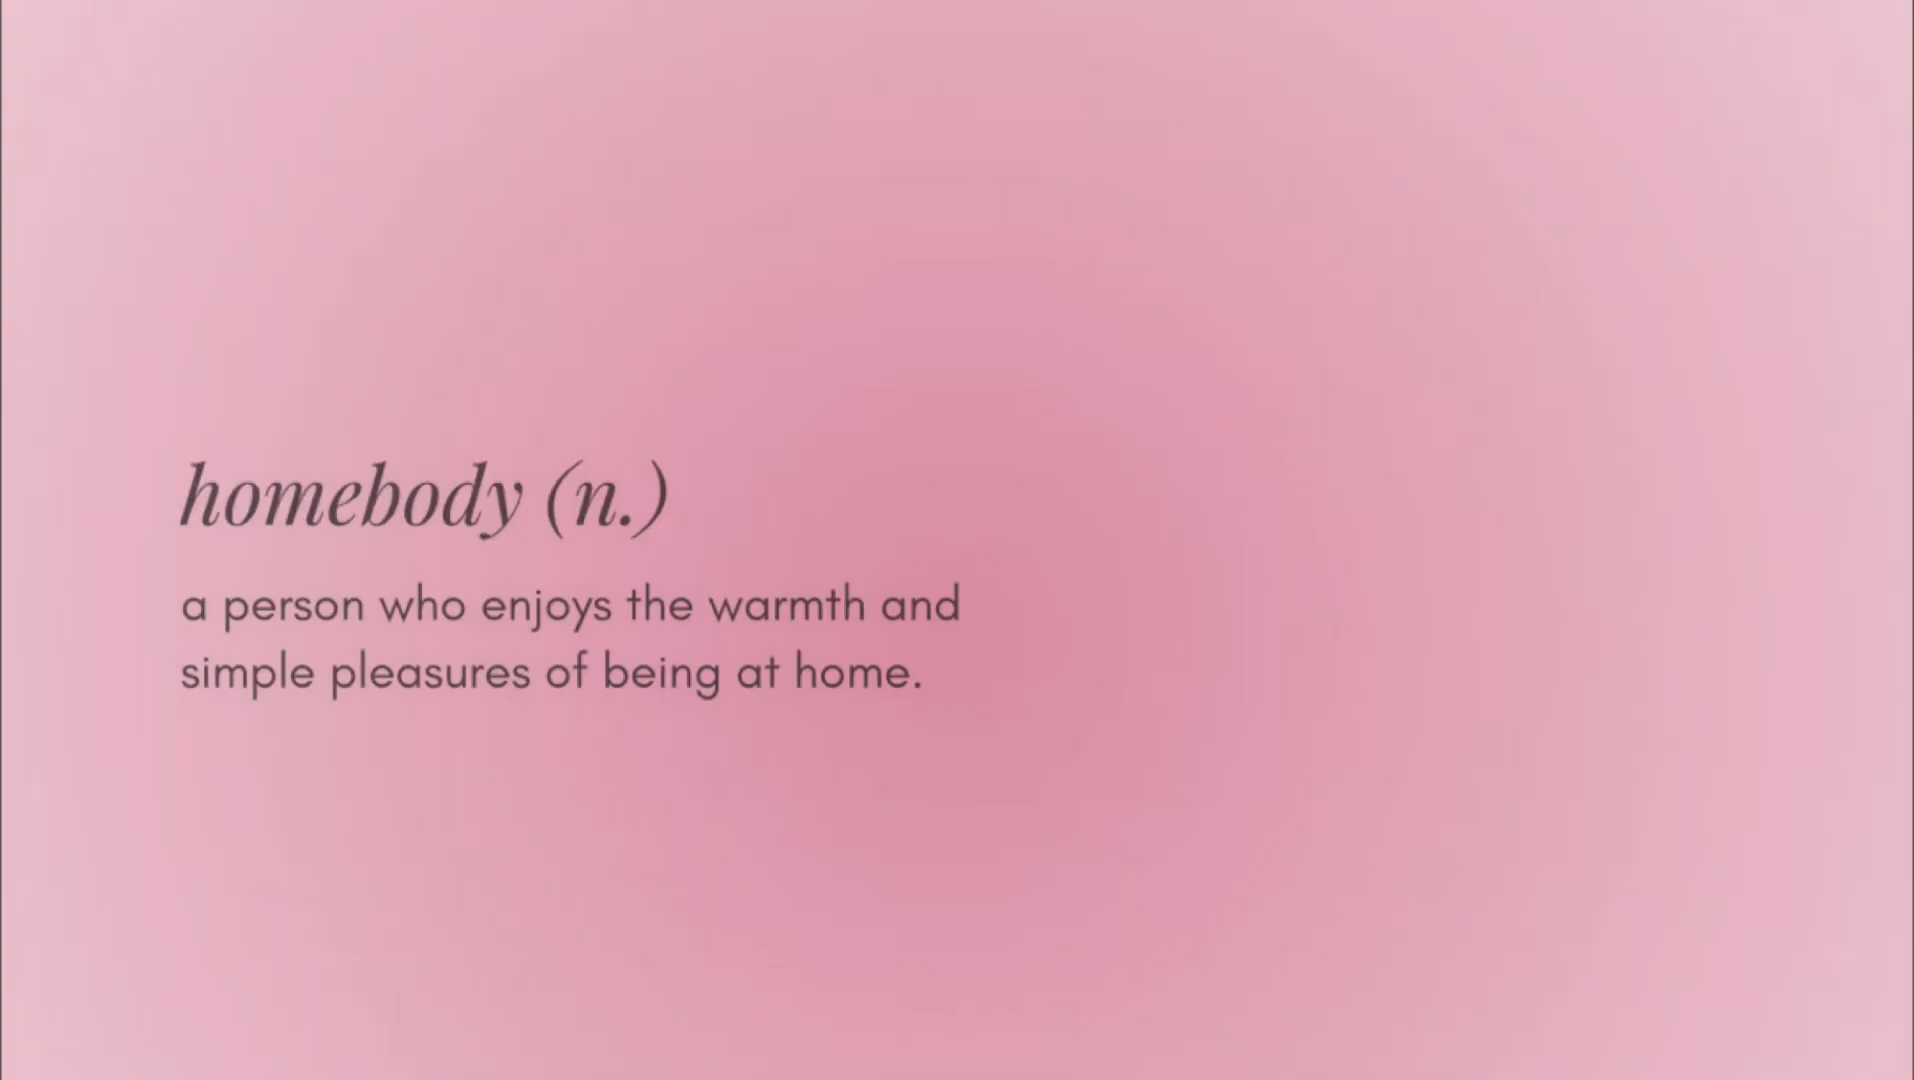 homebody (n.)
a person who enjoys the warmth and
simple pleasures of being at home.